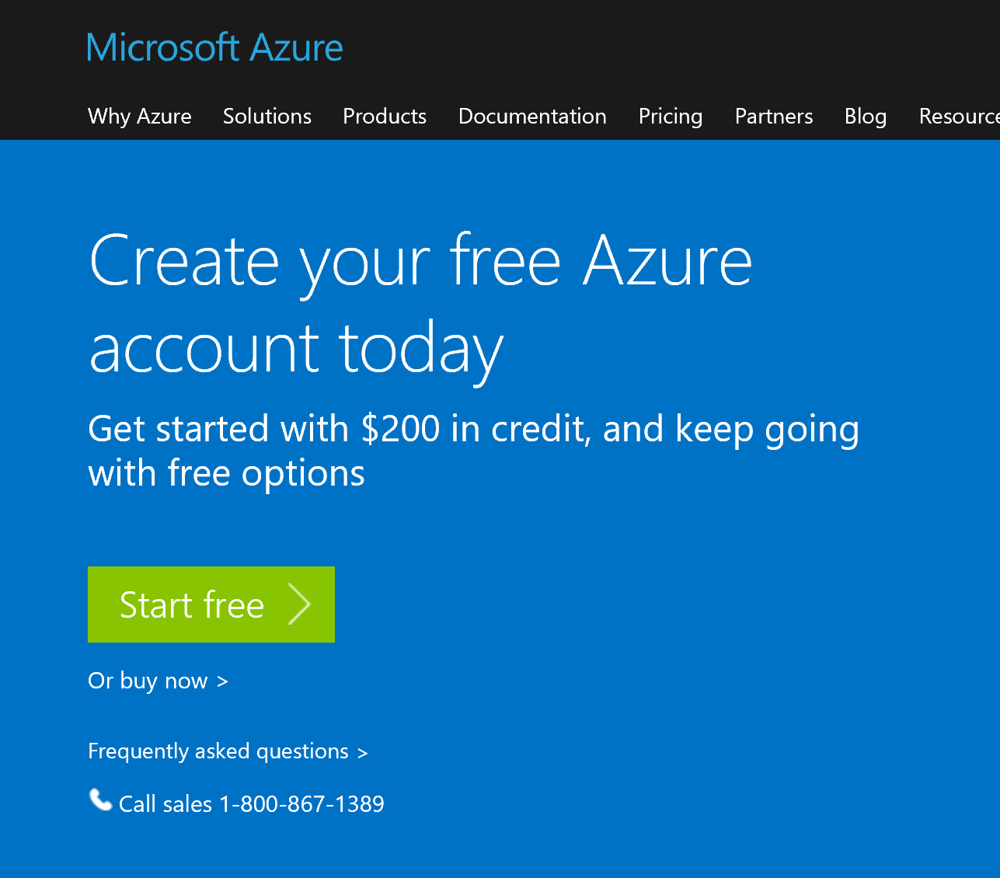 Microsoft Azure
Why Azure Solutions Products Documentation Pricing Partners Blog Resource
Create your free Azure
account today
Get started with $200 in credit, and keep going
with free options
Start free
Or buy now >
Frequently asked questions >
Call sales 1-800-867-1389